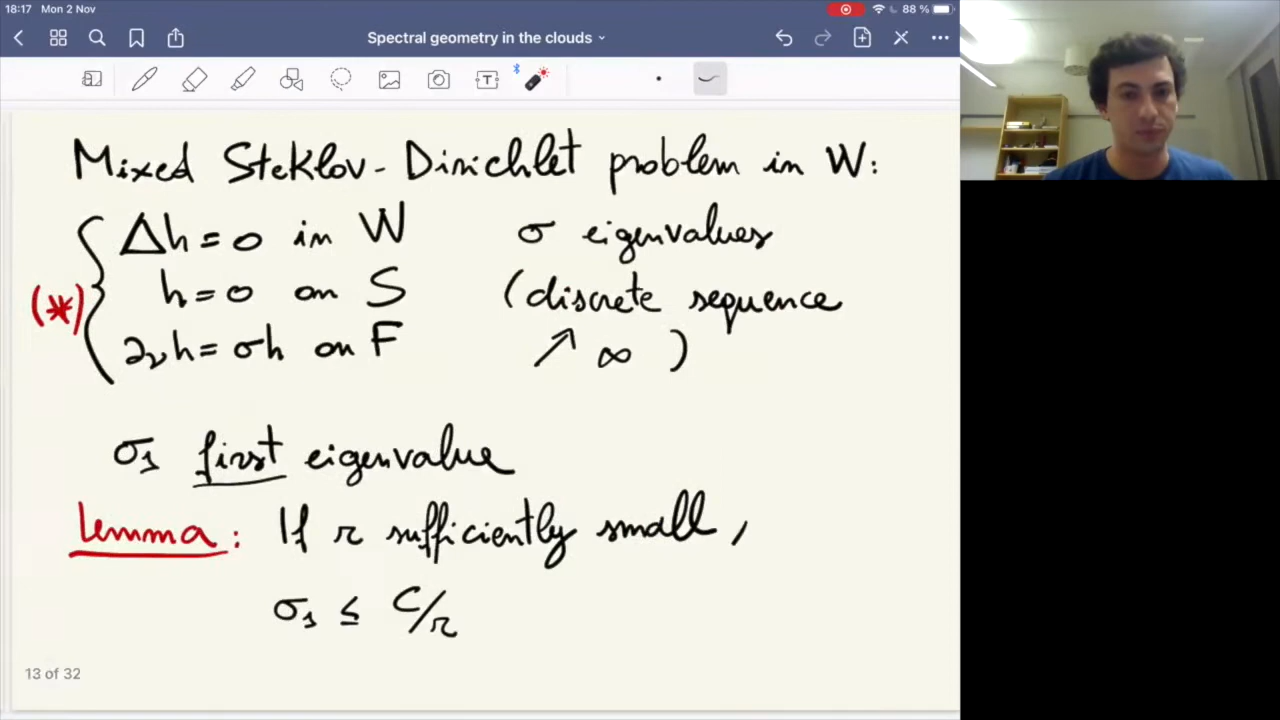 18:17 Mon 2 Nov 88 %
Spectral geometry in the clouds
T
Mixed Steklov-Dirichlet problem in W:
(*) { Δh = 0 in W
h = 0 on S
∂νh = σh on F
σ eigenvalues
(discrete sequence
↗ ∞ )
σ₁ first eigenvalue
Lemma: If r sufficiently small,
σ₁ ≤ C/r
13 of 32